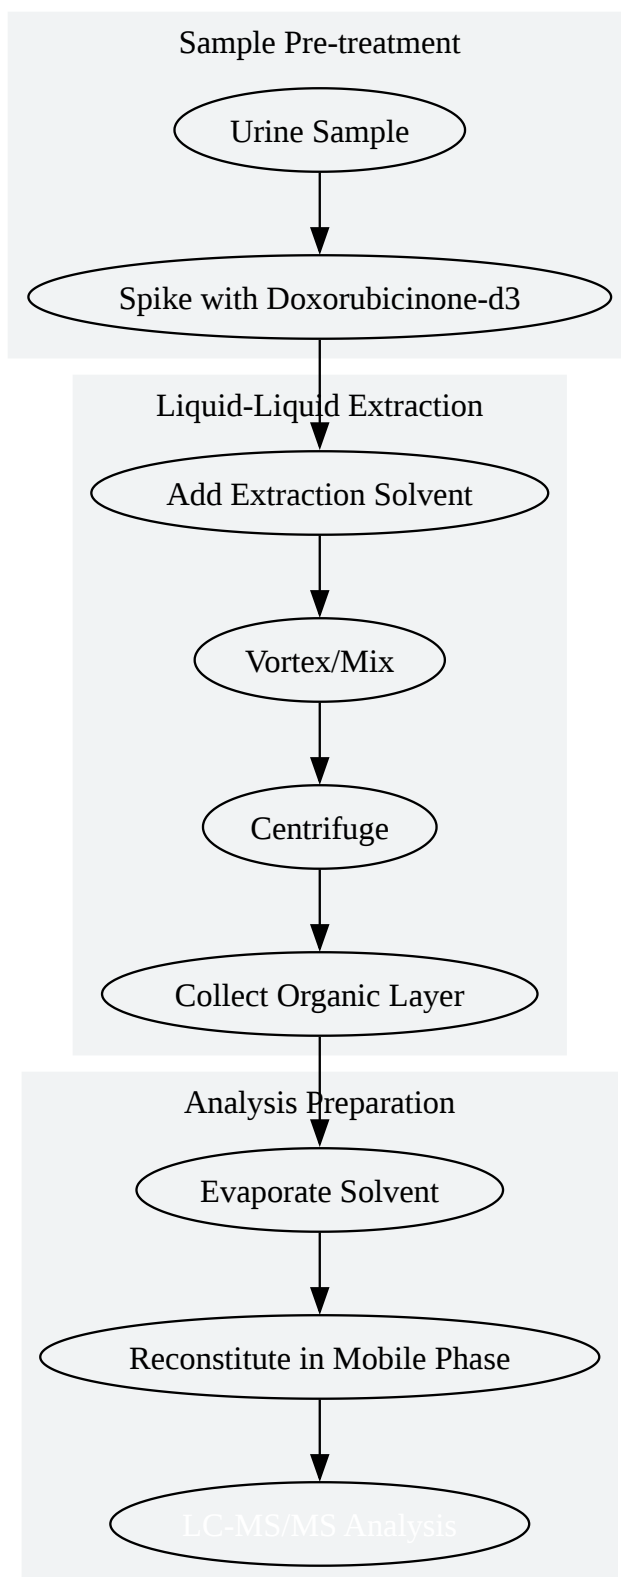 Sample Pre-treatment
Urine Sample
Spike with Doxorubicinone-d3
Liquid-Liquid Extraction
Add Extraction Solvent
Vortex/Mix
Centrifuge
Collect Organic Layer
Analysis Preparation
Evaporate Solvent
Reconstitute in Mobile Phase
LC-MS/MS Analysis